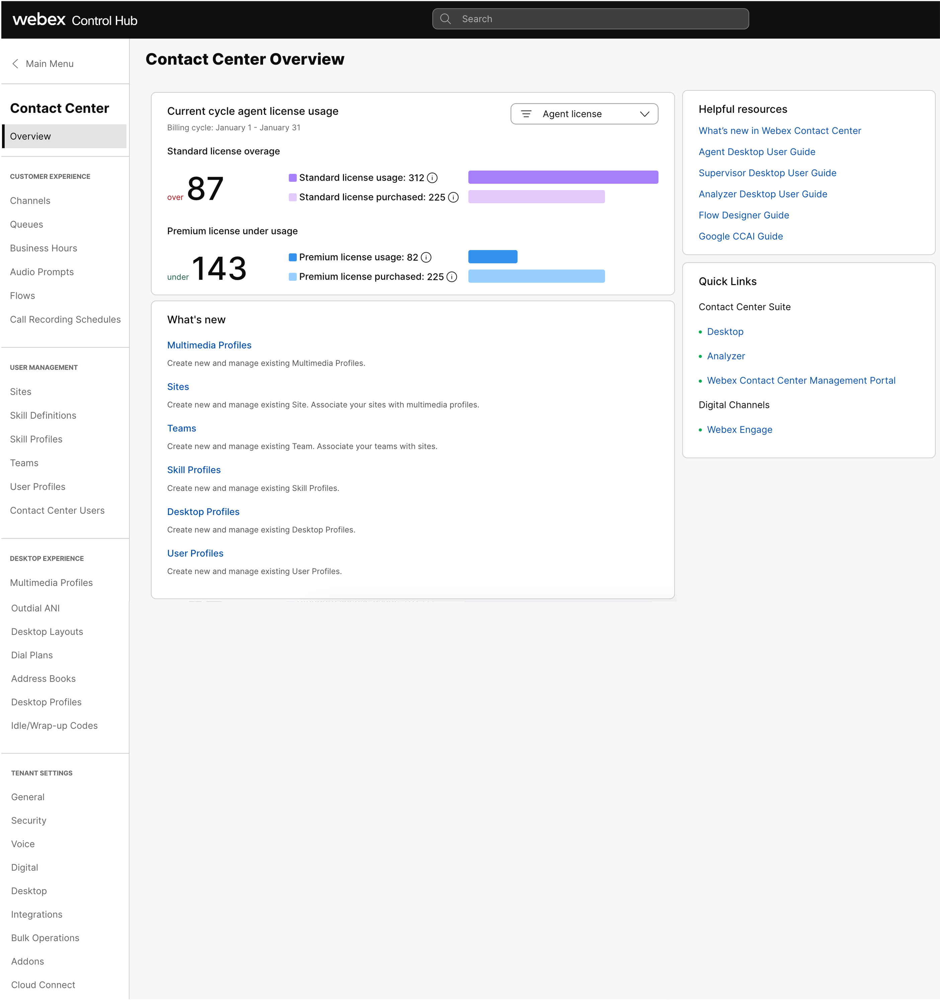 webex Control Hub
Search
Main Menu
Contact Center
Overview
CUSTOMER EXPERIENCE
Channels
Queues
Business Hours
Audio Prompts
Flows
Call Recording Schedules
USER MANAGEMENT
Sites
Skill Definitions
Skill Profiles
Teams
User Profiles
Contact Center Users
DESKTOP EXPERIENCE
Multimedia Profiles
Outdial ANI
Desktop Layouts
Dial Plans
Address Books
Desktop Profiles
Idle/Wrap-up Codes
TENANT SETTINGS
General
Security
Voice
Digital
Desktop
Integrations
Bulk Operations
Addons
Cloud Connect
Contact Center Overview
Current cycle agent license usage
Billing cycle: January 1 - January 31
Agent license
Standard license overage
over 87
Standard license usage: 312
Standard license purchased: 225
Premium license under usage
under 143
Premium license usage: 82
Premium license purchased: 225
What's new
Multimedia Profiles
Create new and manage existing Multimedia Profiles.
Sites
Create new and manage existing Site. Associate your sites with multimedia profiles.
Teams
Create new and manage existing Team. Associate your teams with sites.
Skill Profiles
Create new and manage existing Skill Profiles.
Desktop Profiles
Create new and manage existing Desktop Profiles.
User Profiles
Create new and manage existing User Profiles.
Helpful resources
What’s new in Webex Contact Center
Agent Desktop User Guide
Supervisor Desktop User Guide
Analyzer Desktop User Guide
Flow Designer Guide
Google CCAI Guide
Quick Links
Contact Center Suite
• Desktop
• Analyzer
• Webex Contact Center Management Portal
Digital Channels
• Webex Engage